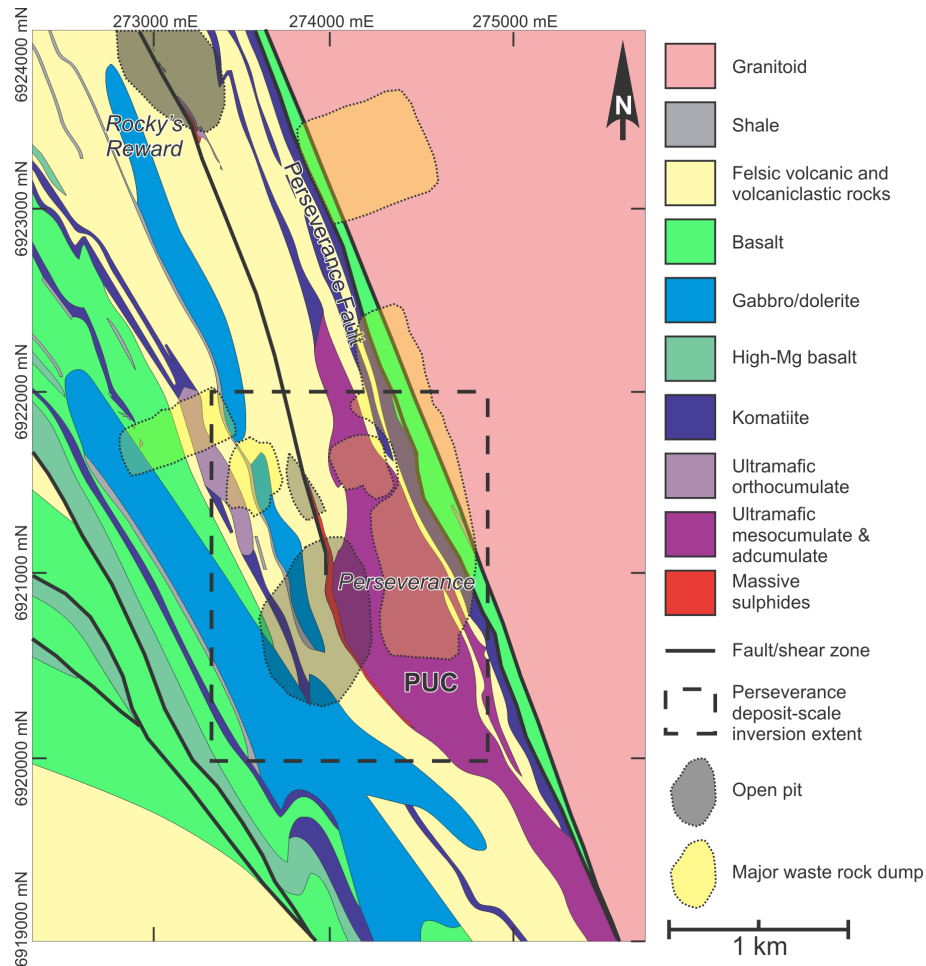 273000 mE
274000 mE
275000 mE
6924000 mN
6923000 mN
6922000 mN
6921000 mN
6920000 mN
6919000 mN
Rocky's
Reward
Perseverance Fault
Perseverance
PUC
N
Granitoid
Shale
Felsic volcanic and
volcaniclastic rocks
Basalt
Gabbro/dolerite
High-Mg basalt
Komatiite
Ultramafic
orthocumulate
Ultramafic
mesocumulate &
adcumulate
Massive
sulphides
Fault/shear zone
Perseverance
deposit-scale
inversion extent
Open pit
Major waste rock dump
1 km